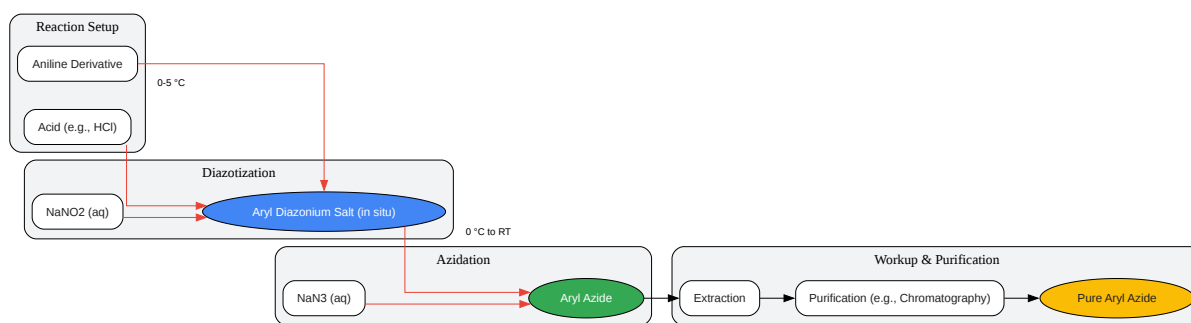 Reaction Setup
Aniline Derivative
0-5 °C
Acid (e.g., HCl)
Diazotization
NaNO2 (aq)
Aryl Diazonium Salt (in situ)
0 °C to RT
Azidation
Workup & Purification
NaN3 (aq)
Aryl Azide
Extraction
Purification (e.g., Chromatography)
Pure Aryl Azide